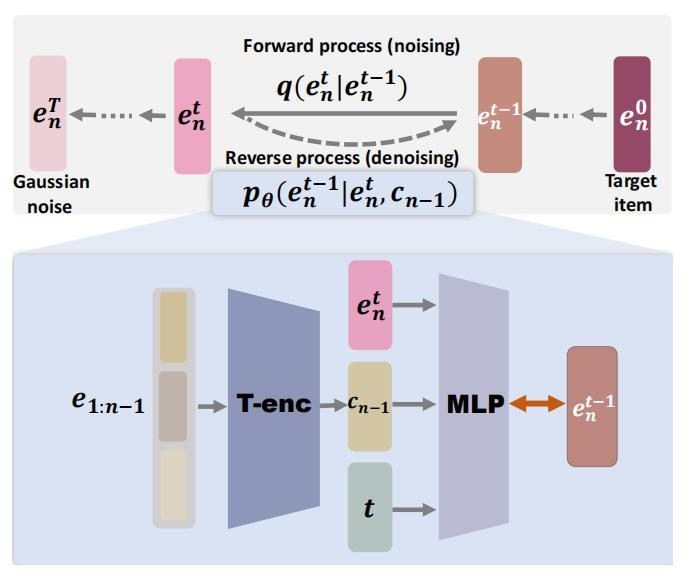 Forward process (noising)
q(e_n^t|e_n^{t-1})
e_n^T
e_n^t
e_n^{t-1}
e_n^0
Reverse process (denoising)
Gaussian
noise
Target
item
p_θ(e_n^{t-1}|e_n^t, c_{n-1})
e_n^t
e_{1:n-1}
T-enc
c_{n-1}
MLP
e_n^{t-1}
t